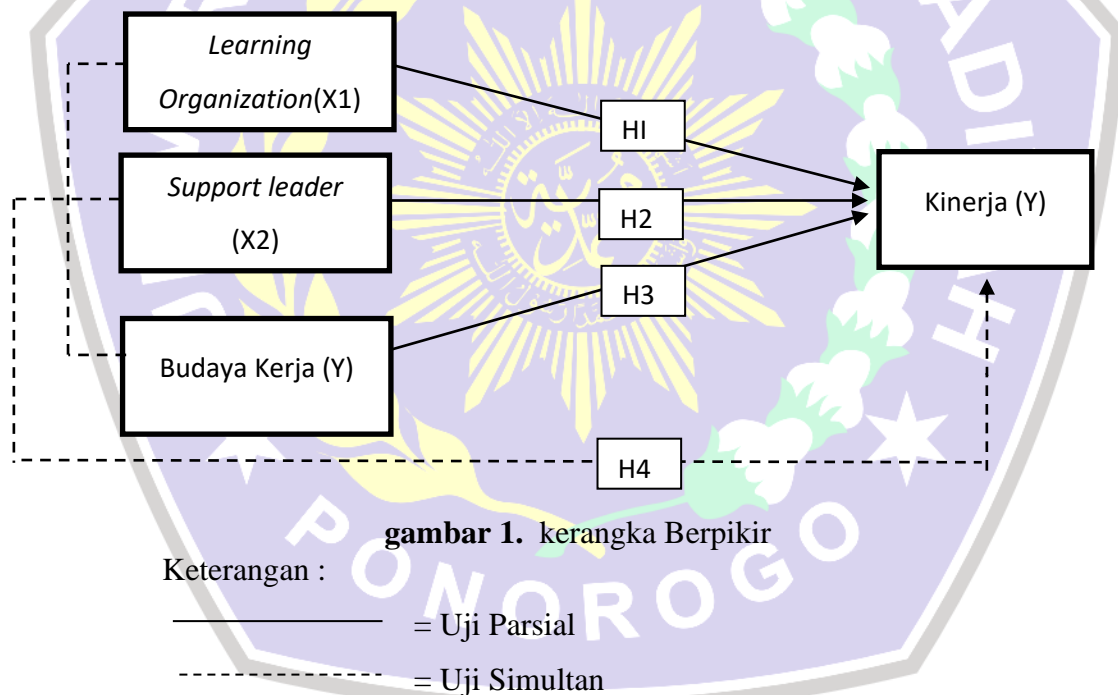 Learning
Organization(X1)
HI
Support leader
(X2)
H2
Kinerja (Y)
H3
Budaya Kerja (Y)
H4
gambar 1. kerangka Berpikir
Keterangan :
= Uji Parsial
= Uji Simultan
PONOROGO